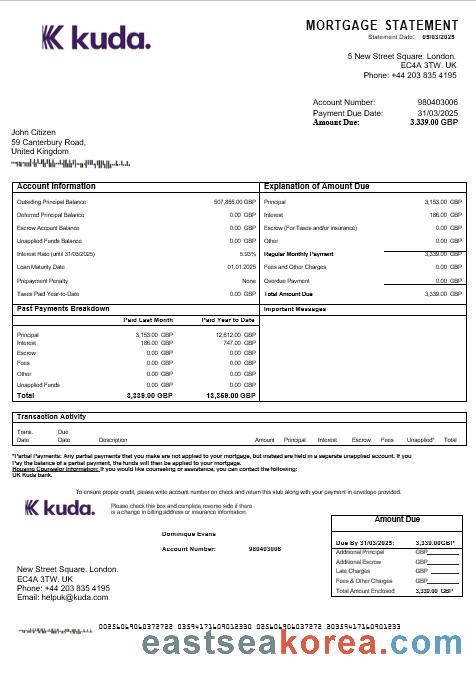 kuda.
MORTGAGE STATEMENT
Statement Date: 05/03/2025
5 New Street Square. London.
EC4A 3TW. UK
Phone: +44 203 835 4195
Account Number: 980403006
Payment Due Date: 31/03/2025
Amount Due: 3.339.00 GBP
John Citizen
59 Canterbury Road,
United Kingdom
Account Information
Outsding Principal Balance 507,855.00 GBP
Deferred Principal Balance 0.00 GBP
Escrow Account Balance 0.00 GBP
Unapplied Funds Balance 0.00 GBP
Interest Rate (until 31/03/2025) 5.93%
Loan Maturity Date 01.01.2025
Prepayment Penalty None
Taxes Paid Year-to-Date 0.00 GBP
Explanation of Amount Due
Principal 3,153.00 GBP
Interest 186.00 GBP
Escrow (For Taxes and/or insurance) 0.00 GBP
Other 0.00 GBP
Regular Monthly Payment 3,339.00 GBP
Fees and Other Charges 0.00 GBP
Overdue Payment 0.00 GBP
Total Amount Due 3,339.00 GBP
Past Payments Breakdown
Paid Last Month Paid Year to Date
Principal 3,153.00 GBP 12,612.00 GBP
Interest 186.00 GBP 747.00 GBP
Escrow 0.00 GBP 0.00 GBP
Fees 0.00 GBP 0.00 GBP
Other 0.00 GBP 0.00 GBP
Unapplied Funds 0.00 GBP 0.00 GBP
Total 3,339.00 GBP 13,359.00 GBP
Important Messages
Transaction Activity
Trans. Date Due Date Description Amount Principal Interest Escrow Fees Unapplied* Total
*Partial Payments: Any partial payments that you make are not applied to your mortgage, but instead are held in a separate unapplied account. If you
Pay the balance of a partial payment, the funds will then be applied to your mortgage.
Housing Counselor Information: If you would like counseling or assistance, you can contact the following:
UK Kuda bank.
To ensure proper credit, please write account number on check and return this stub along with your payment in envelope provided.
kuda.
Please check this box and complete reverse side if there
is a change in billing address or insurance information.
Dominique Evans
Account Number: 980403006
Amount Due
Due By 31/03/2025: 3,339.00GBP
Additional Principal GBP
Additional Escrow GBP
Late Charges GBP
Fees & Other Charges GBP
Total Amount Enclosed 3,339.00 GBP
New Street Square. London.
EC4A 3TW. UK
Phone: +44 203 835 4195
Email: helpuk@kuda.com
eastseakorea.com